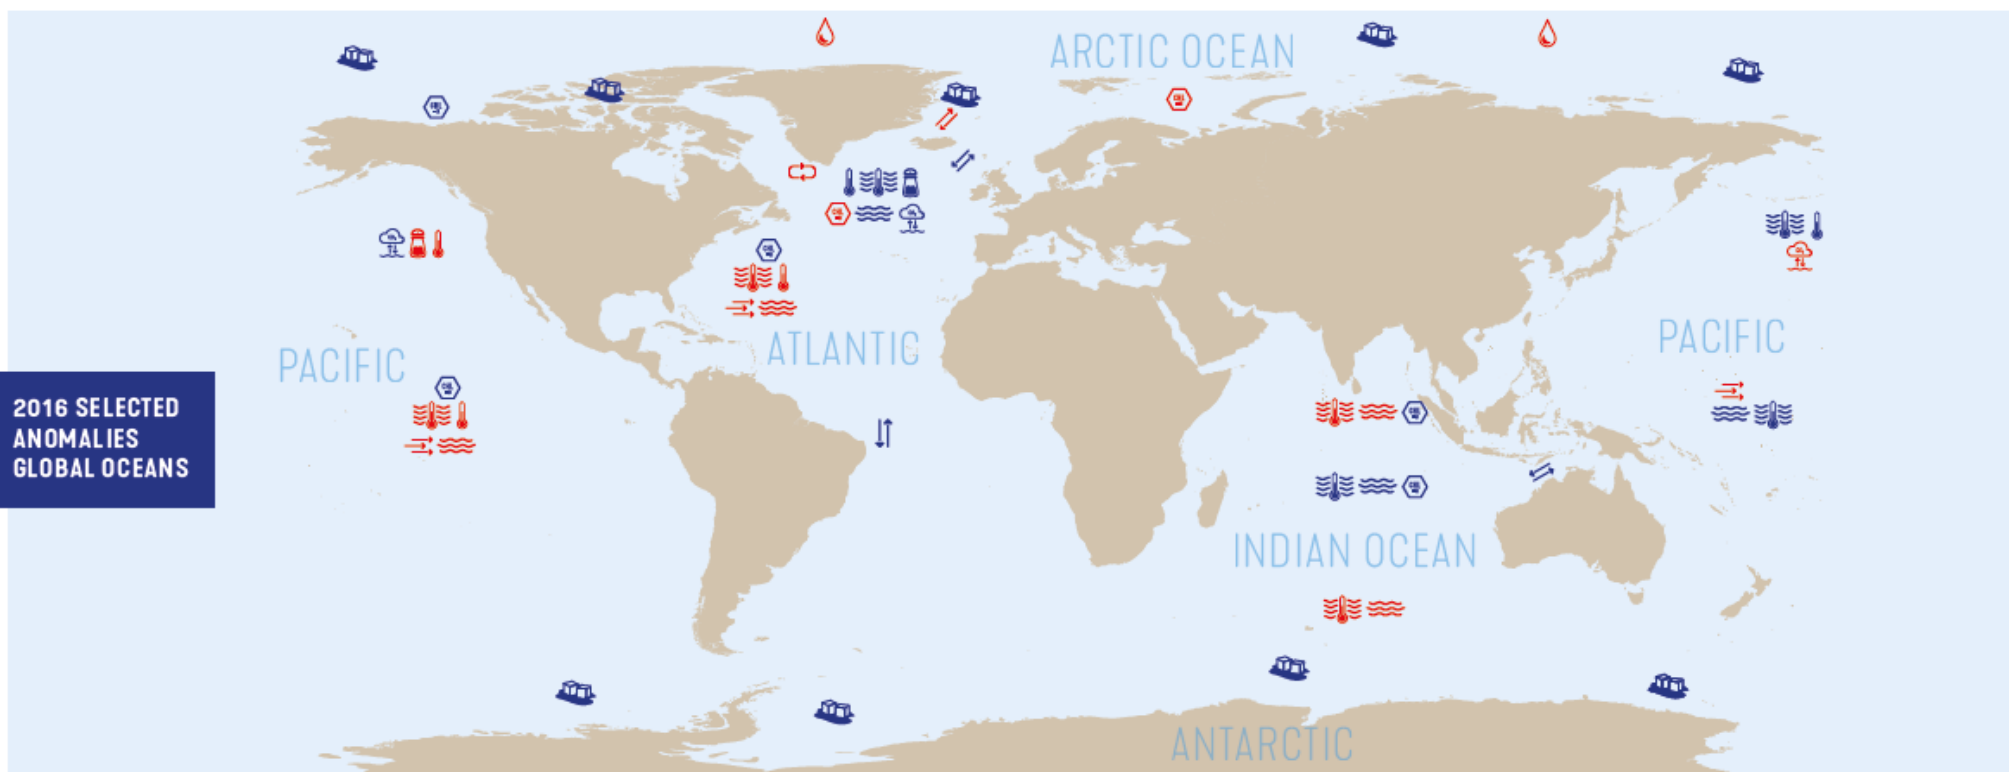 ARCTIC OCEAN
PACIFIC
ATLANTIC
PACIFIC
2016 SELECTED
ANOMALIES
GLOBAL OCEANS
INDIAN OCEAN
ANTARCTIC